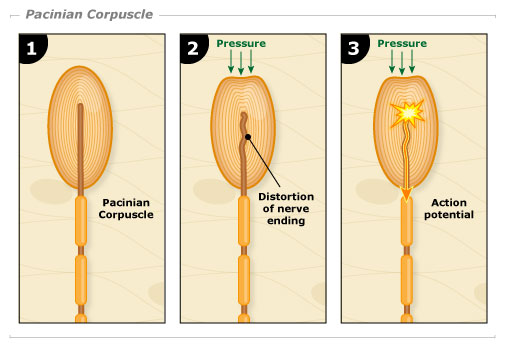 Pacinian Corpuscle
1
Pacinian
Corpuscle
2
Pressure
Distortion
of nerve
ending
3
Pressure
Action
potential